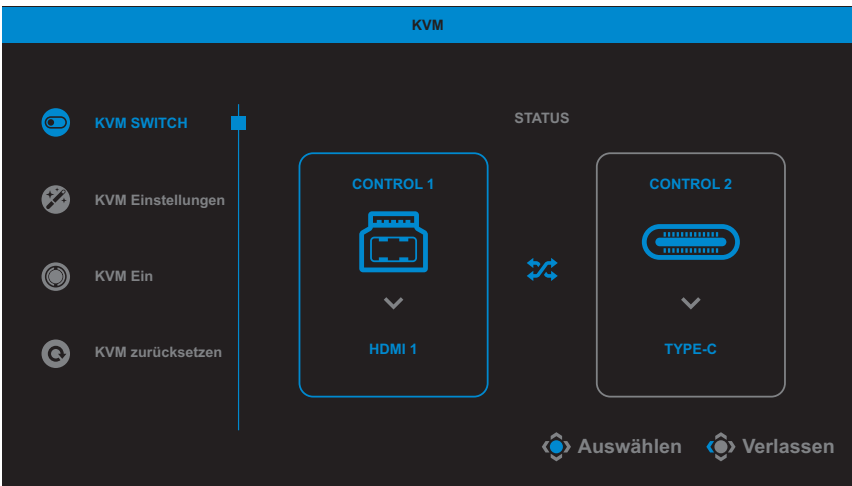 KVM
KVM SWITCH
KVM Einstellungen
KVM Ein
KVM zurücksetzen
STATUS
CONTROL 1
HDMI 1
CONTROL 2
TYPE-C
Auswählen
Verlassen